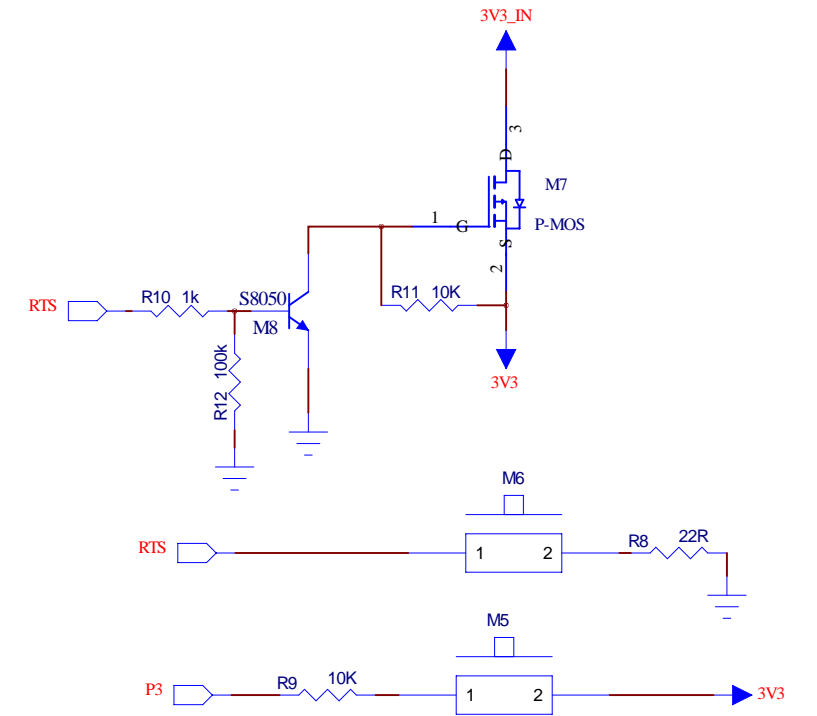 3V3_IN
3
D
M7
P-MOS
1
G
S
2
R11 10K
3V3
RTS
R10 1k
S8050
M8
R12 100k
M6
RTS
1
2
R8
22R
M5
P3
R9
10K
1
2
3V3